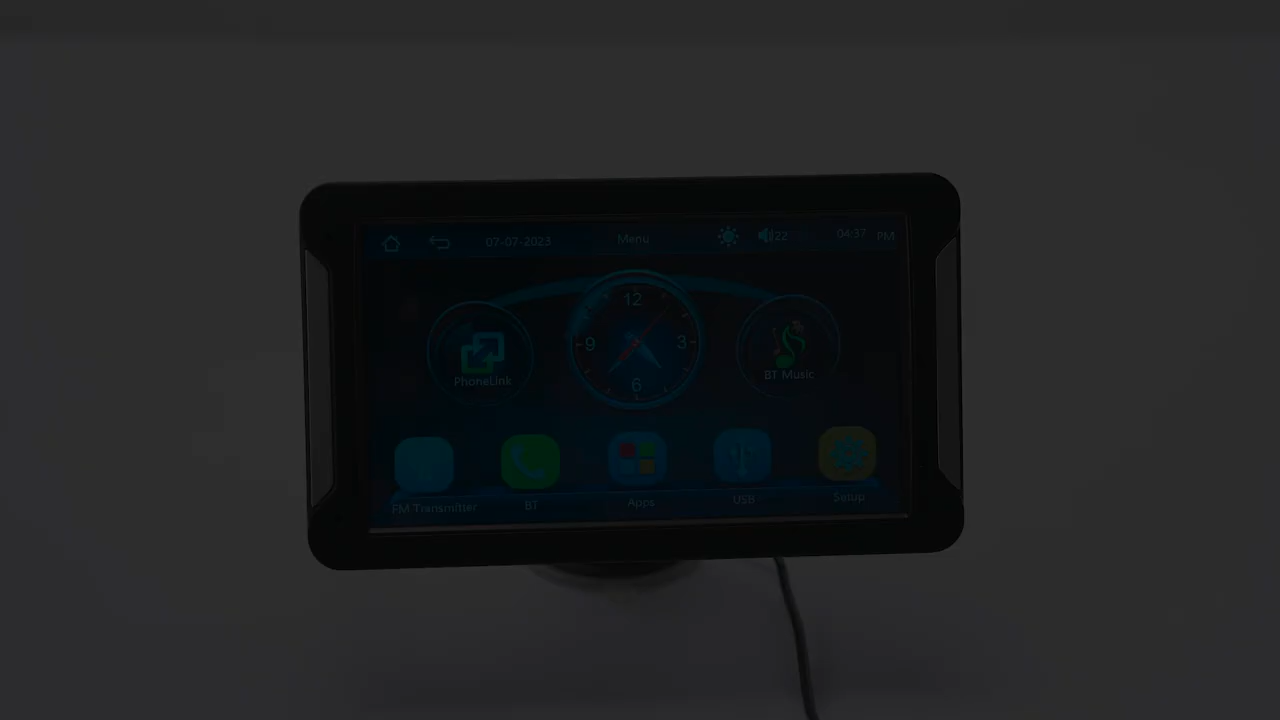 07-07-2023 Menu 22 04:37 PM
12
9 3
6
PhoneLink BT Music
FM Transmitter BT Apps USB Setup